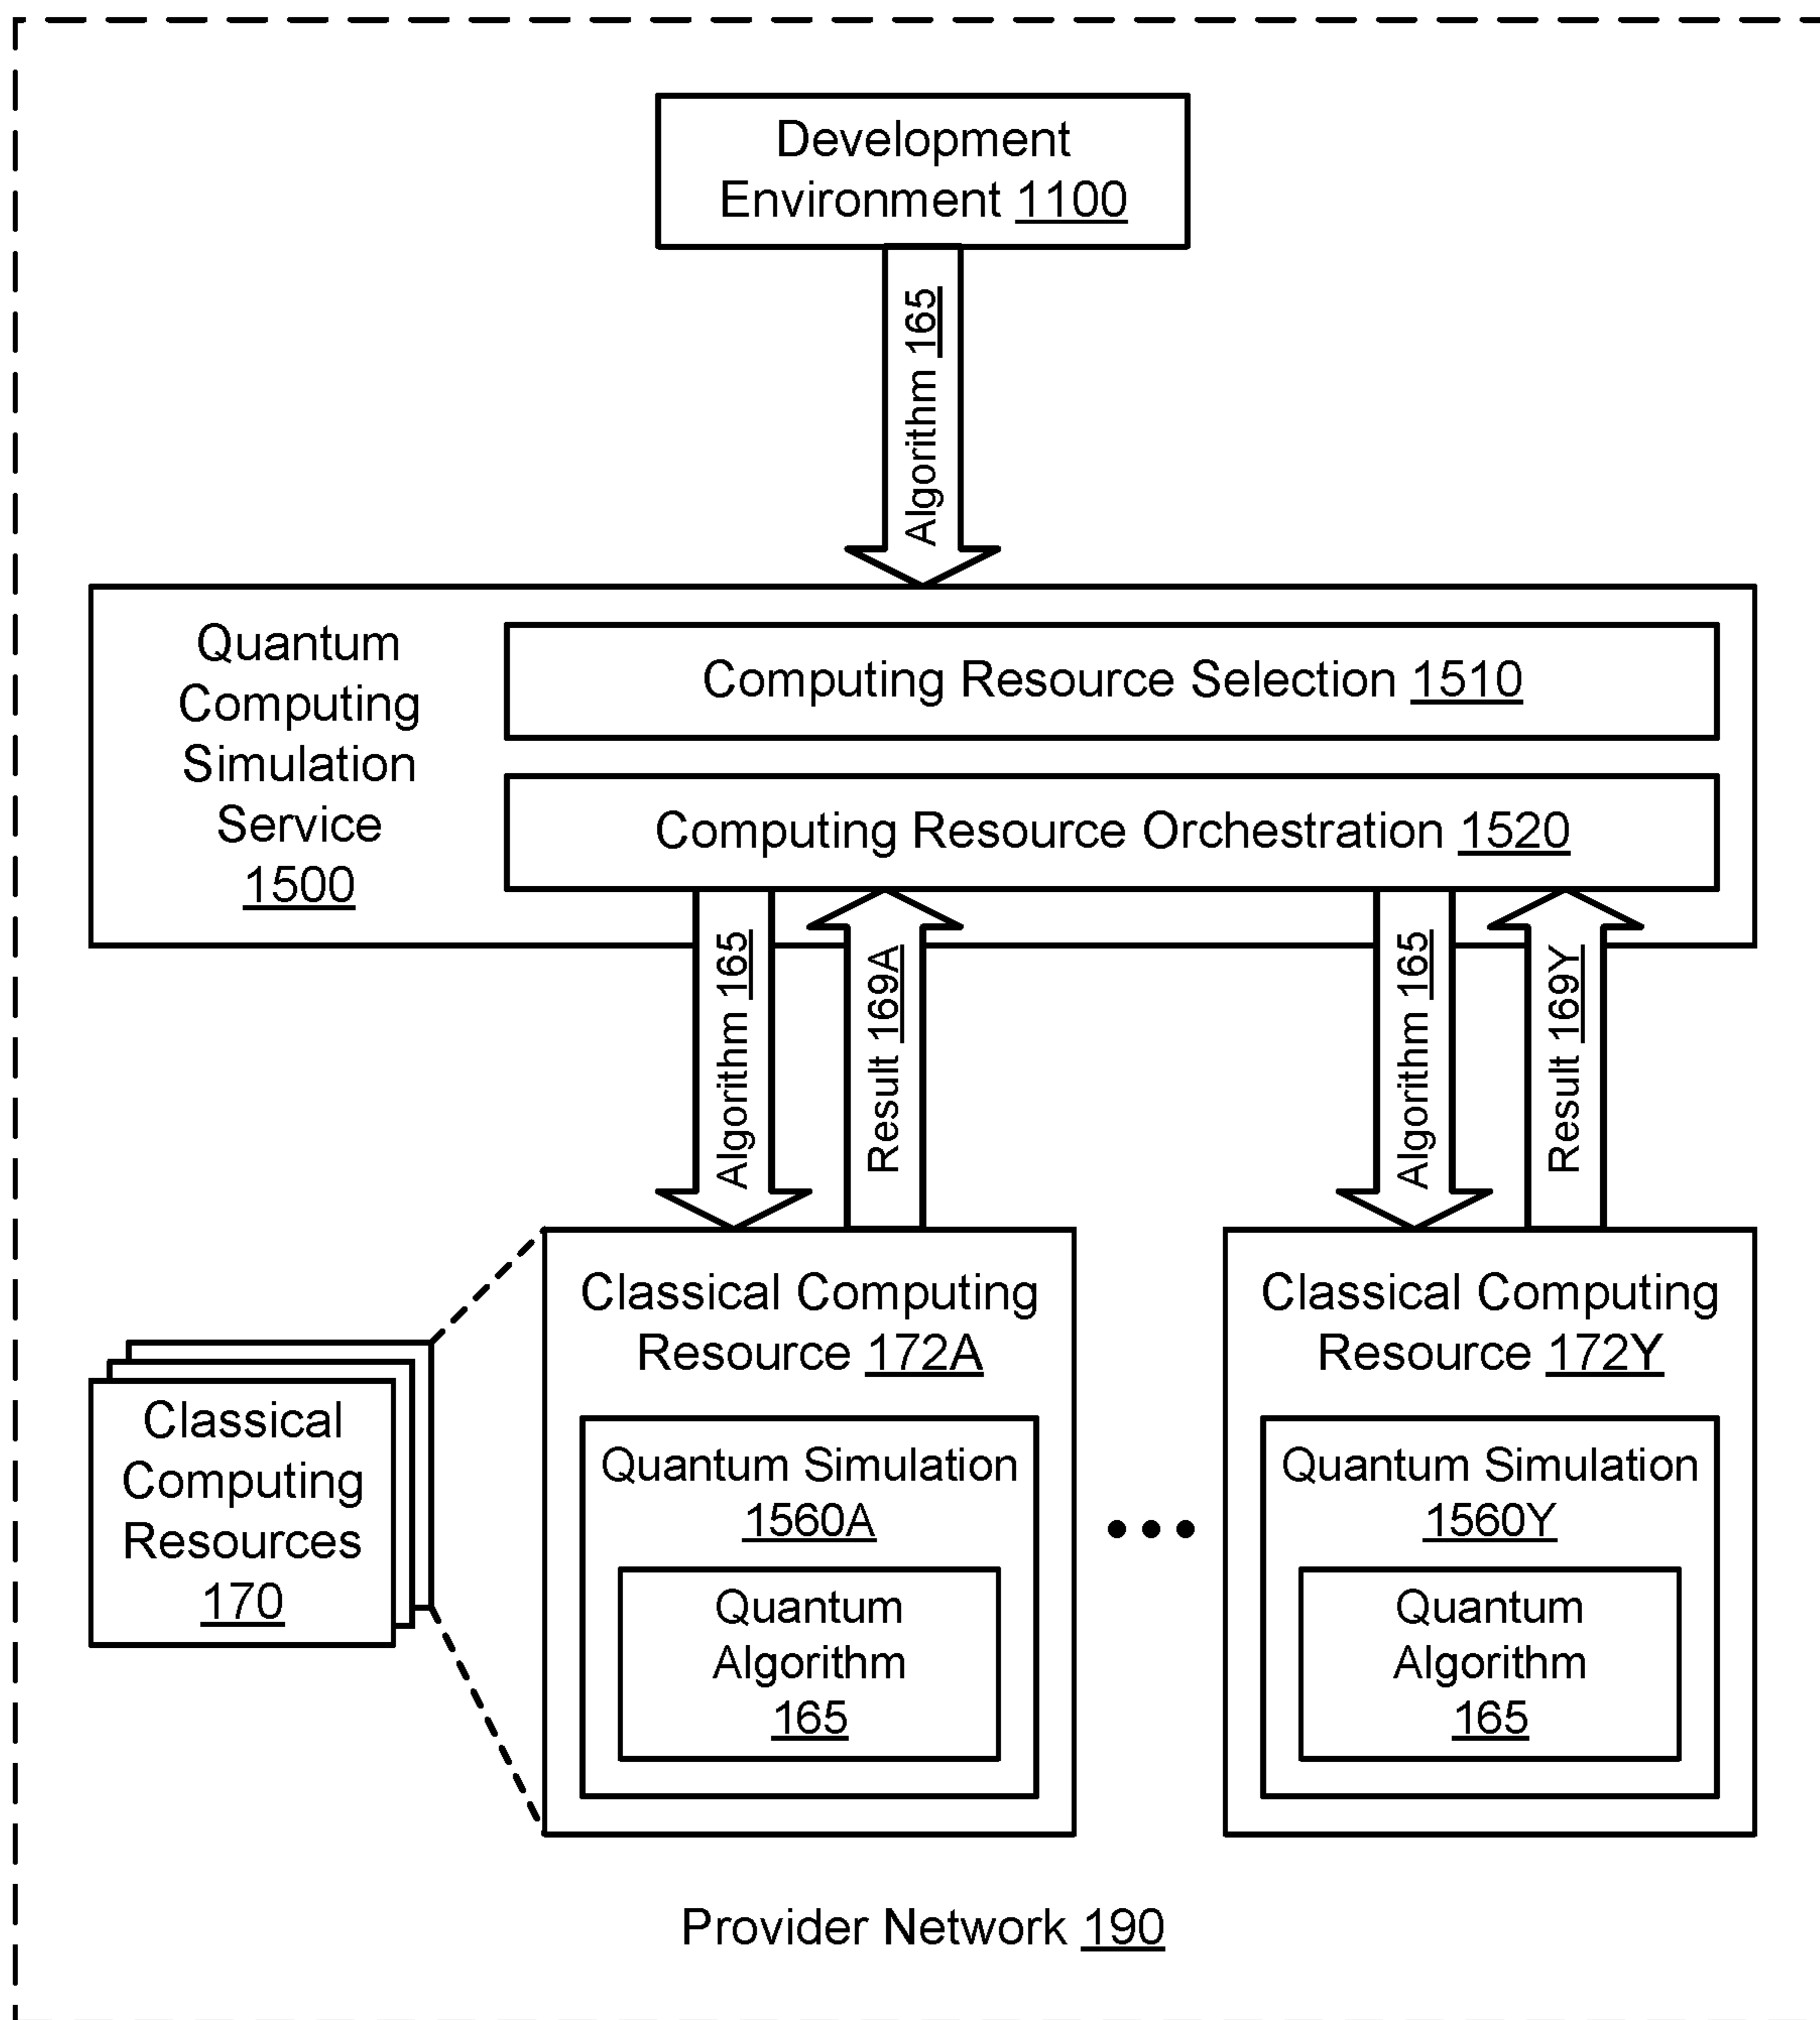 Development
Environment 1100
Algorithm 165
Quantum
Computing
Simulation
Service
1500
Computing Resource Selection 1510
Computing Resource Orchestration 1520
Algorithm 165
Result 169A
Algorithm 165
Result 169Y
Classical
Computing
Resources
170
Classical Computing
Resource 172A
Quantum Simulation
1560A
Quantum
Algorithm
165
Classical Computing
Resource 172Y
Quantum Simulation
1560Y
Quantum
Algorithm
165
Provider Network 190